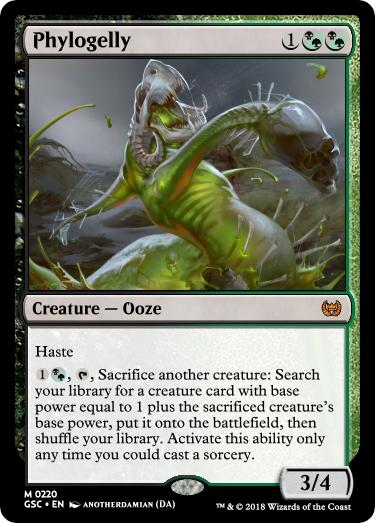 Phylogelly 1
Creature — Ooze
Haste
1 , , Sacrifice another creature: Search
your library for a creature card with base
power equal to 1 plus the sacrificed creature's
base power, put it onto the battlefield, then
shuffle your library. Activate this ability only
any time you could cast a sorcery.
3/4
M 0220
GSC • EN ANOTHERDAMIAN (DA)
™ & © 2018 Wizards of the Coast